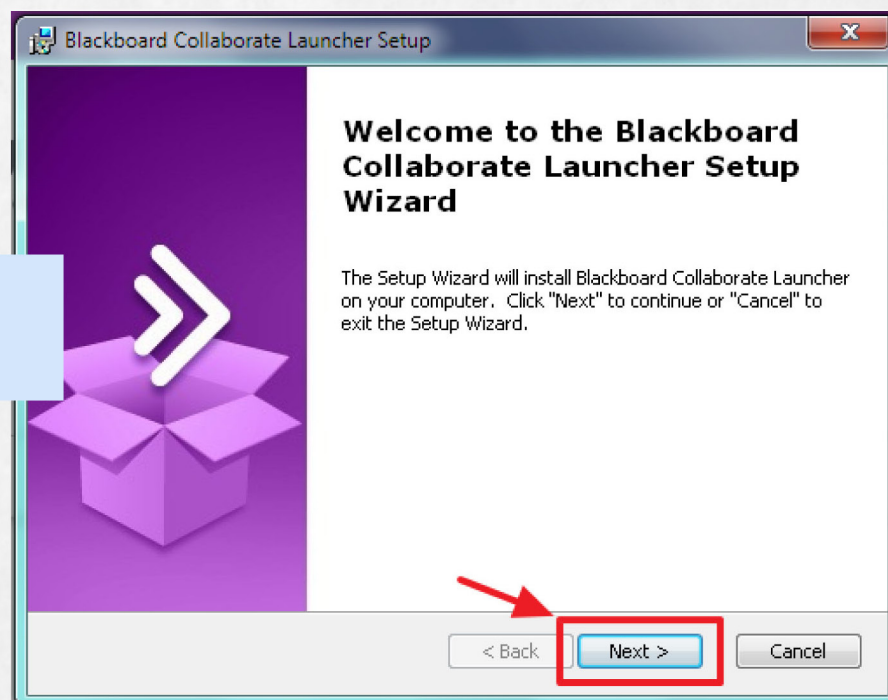 Blackboard Collaborate Launcher Setup
Welcome to the Blackboard
Collaborate Launcher Setup
Wizard
The Setup Wizard will install Blackboard Collaborate Launcher
on your computer. Click "Next" to continue or "Cancel" to
exit the Setup Wizard.
< Back Next > Cancel